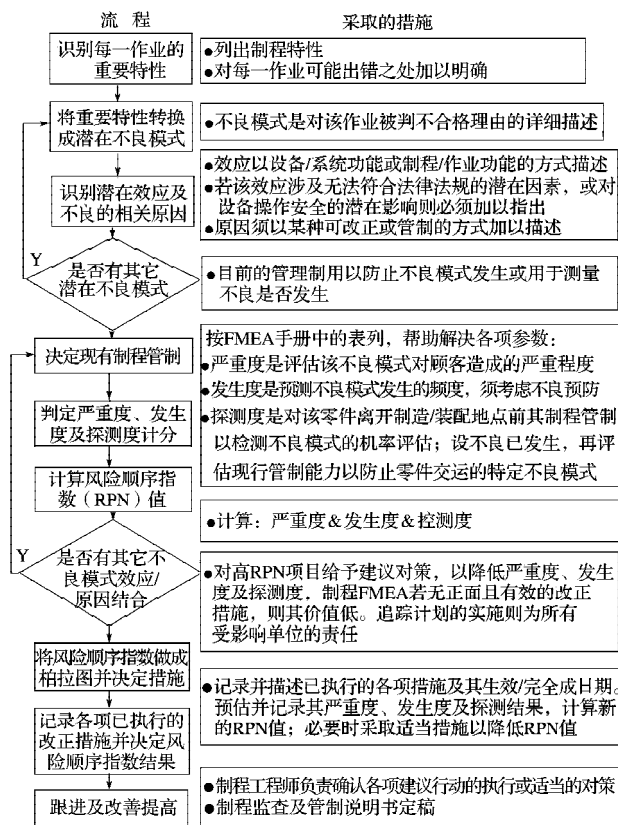 流 程
采取的措施
识别每一作业的
重要特性
●列出制程特性
●对每一作业可能出错之处加以明确
将重要特性转换
成潜在不良模式
●不良模式是对该作业被判不合格理由的详细描述
识别潜在效应及
不良的相关原因
●效应以设备/系统功能或制程/作业功能的方式描述
●若该效应涉及无法符合法律法规的潜在因素，或对
设备操作安全的潜在影响则必须加以指出
●原因须以某种可改正或管制的方式加以描述
Y
是否有其它
潜在不良模式
●目前的管理制用以防止不良模式发生或用于测量
不良是否发生
决定现有制程管制
按FMEA手册中的表列，帮助解决各项参数：
●严重度是评估该不良模式对顾客造成的严重程度
●发生度是预测不良模式发生的频度，须考虑不良预防
●探测度是对该零件离开制造/装配地点前其制程管制
以检测不良模式的机率评估；设不良已发生，再评
估现行管制能力以防止零件交运的特定不良模式
判定严重度、发生
度及探测度计分
计算风险顺序指
数（RPN）值
●计算：严重度&发生度&控测度
Y
是否有其它不
良模式效应/
原因结合
●对高RPN项目给予建议对策，以降低严重度、发生
度及探测度．制程FMEA若无正面且有效的改正
措施，则其价值低。追踪计划的实施则为所有
受影响单位的责任
将风险顺序指数做成
柏拉图并决定措施
记录各项已执行的
改正措施并决定风
险顺序指数结果
●记录并描述已执行的各项措施及其生效/完全成日期。
预估并记录其严重度、发生度及探测结果，计算新
的RPN值；必要时采取适当措施以降低RPN值
跟进及改善提高
●制程工程师负责确认各项建议行动的执行或适当的对策
●制程监查及管制说明书定稿